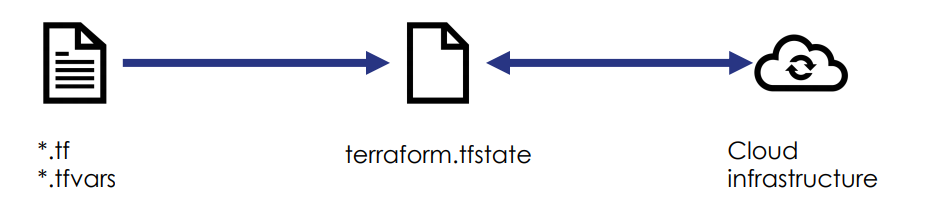 *.tf
*.tfvars
terraform.tfstate
Cloud
infrastructure